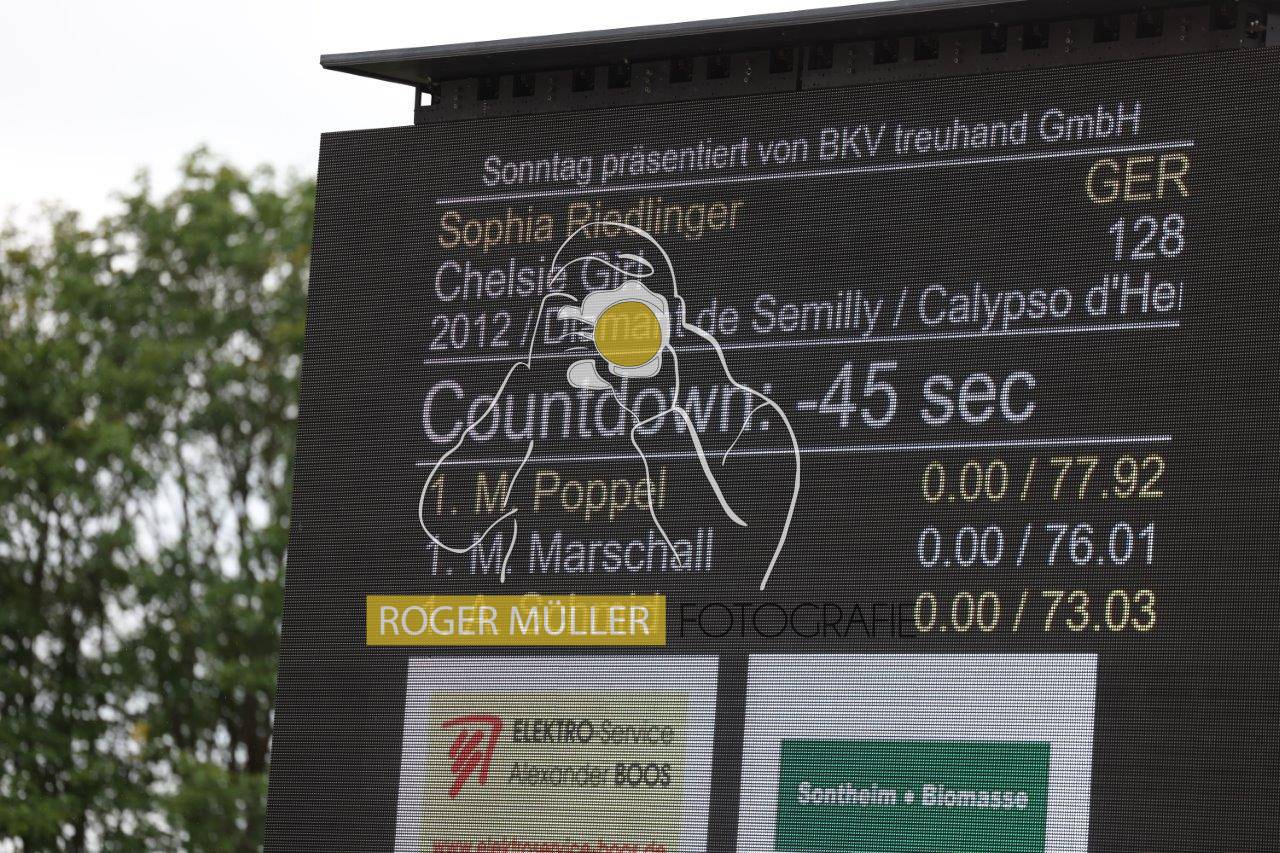 Sonntag präsentiert von BKV treuhand GmbH
Sophia Riedlinger GER
Chelsie 128
2012 / de Semilly / Calypso d'He
Countdown: -45 sec
1. M. Poppel 0.00 / 77.92
1. M. Marschall 0.00 / 76.01
0.00 / 73.03
ROGER MÜLLER FOTOGRAFIE
ELEKTRO-Service
Alexander BOOS
Sontheim • Biomasse